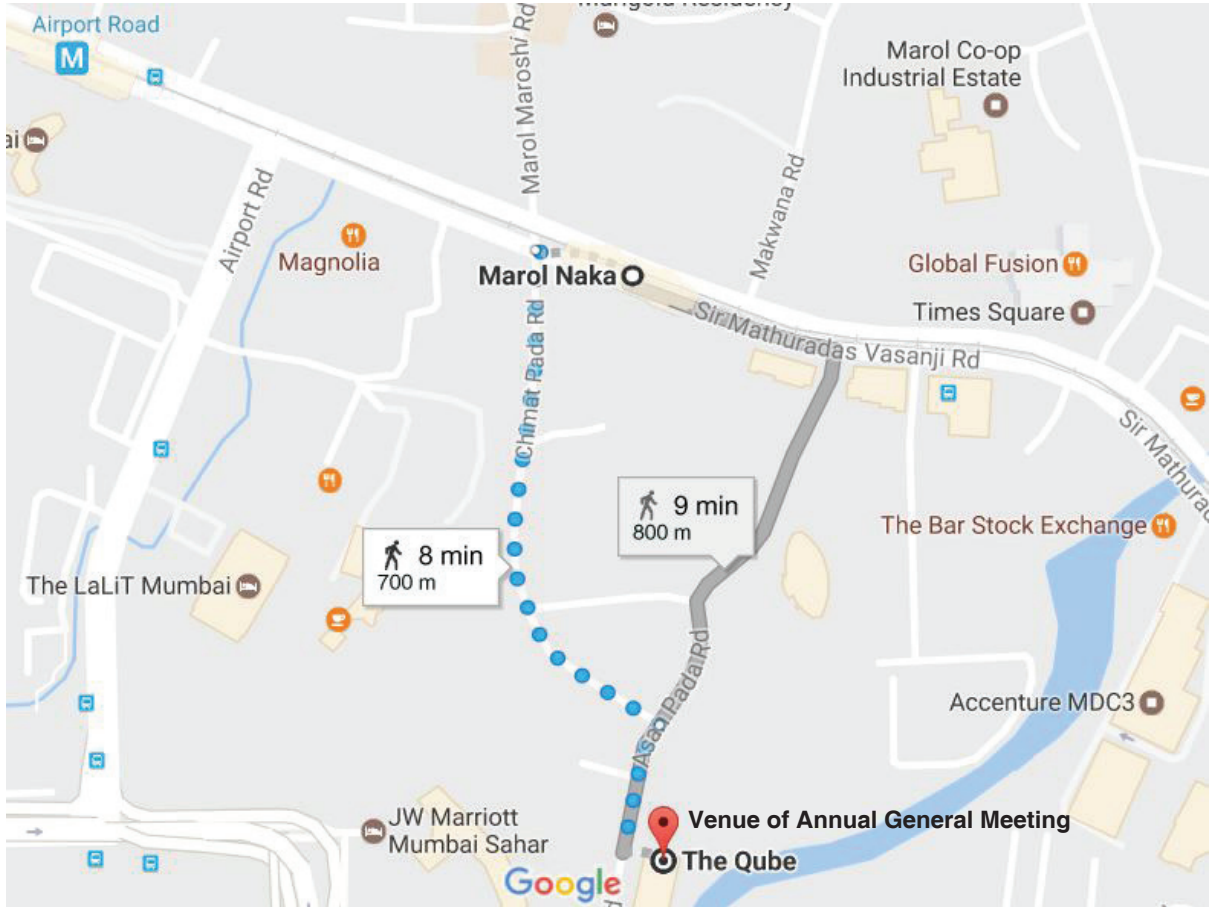 Airport Road
M
Marol Maroshi Rd
Marol Co-op
Industrial Estate
ai
Airport Rd
Makwana Rd
Magnolia
Marol Naka
Global Fusion
Times Square
Sir Mathuradas Vasanji Rd
Chimat Pada Rd
Sir Mathurad
9 min
800 m
The Bar Stock Exchange
8 min
700 m
The LaLiT Mumbai
Asan Pada Rd
Accenture MDC3
JW Marriott
Mumbai Sahar
Venue of Annual General Meeting
The Qube
Google